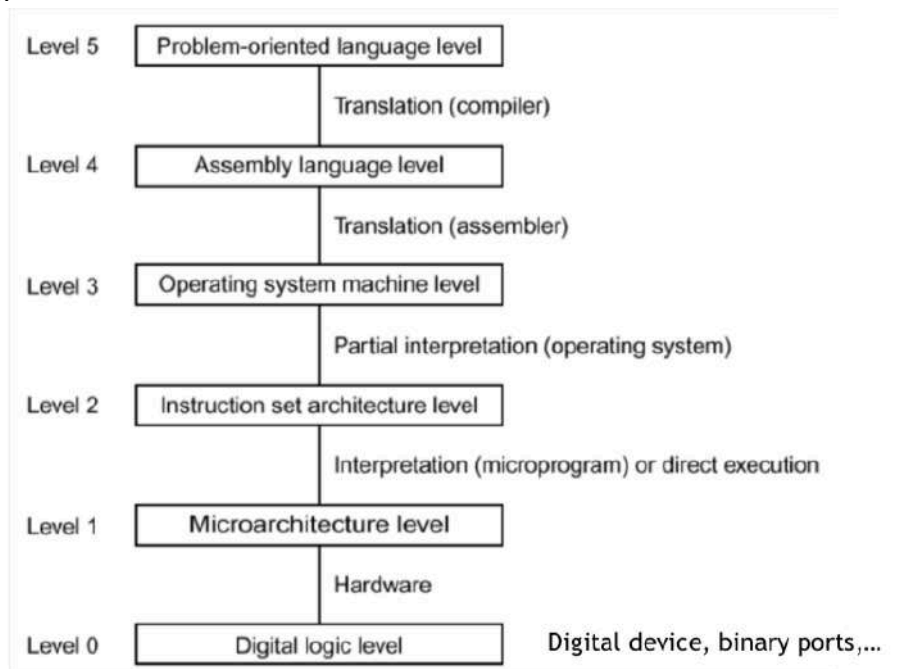 Level 5 Problem-oriented language level
Translation (compiler)
Level 4 Assembly language level
Translation (assembler)
Level 3 Operating system machine level
Partial interpretation (operating system)
Level 2 Instruction set architecture level
Interpretation (microprogram) or direct execution
Level 1 Microarchitecture level
Hardware
Level 0 Digital logic level Digital device, binary ports,...